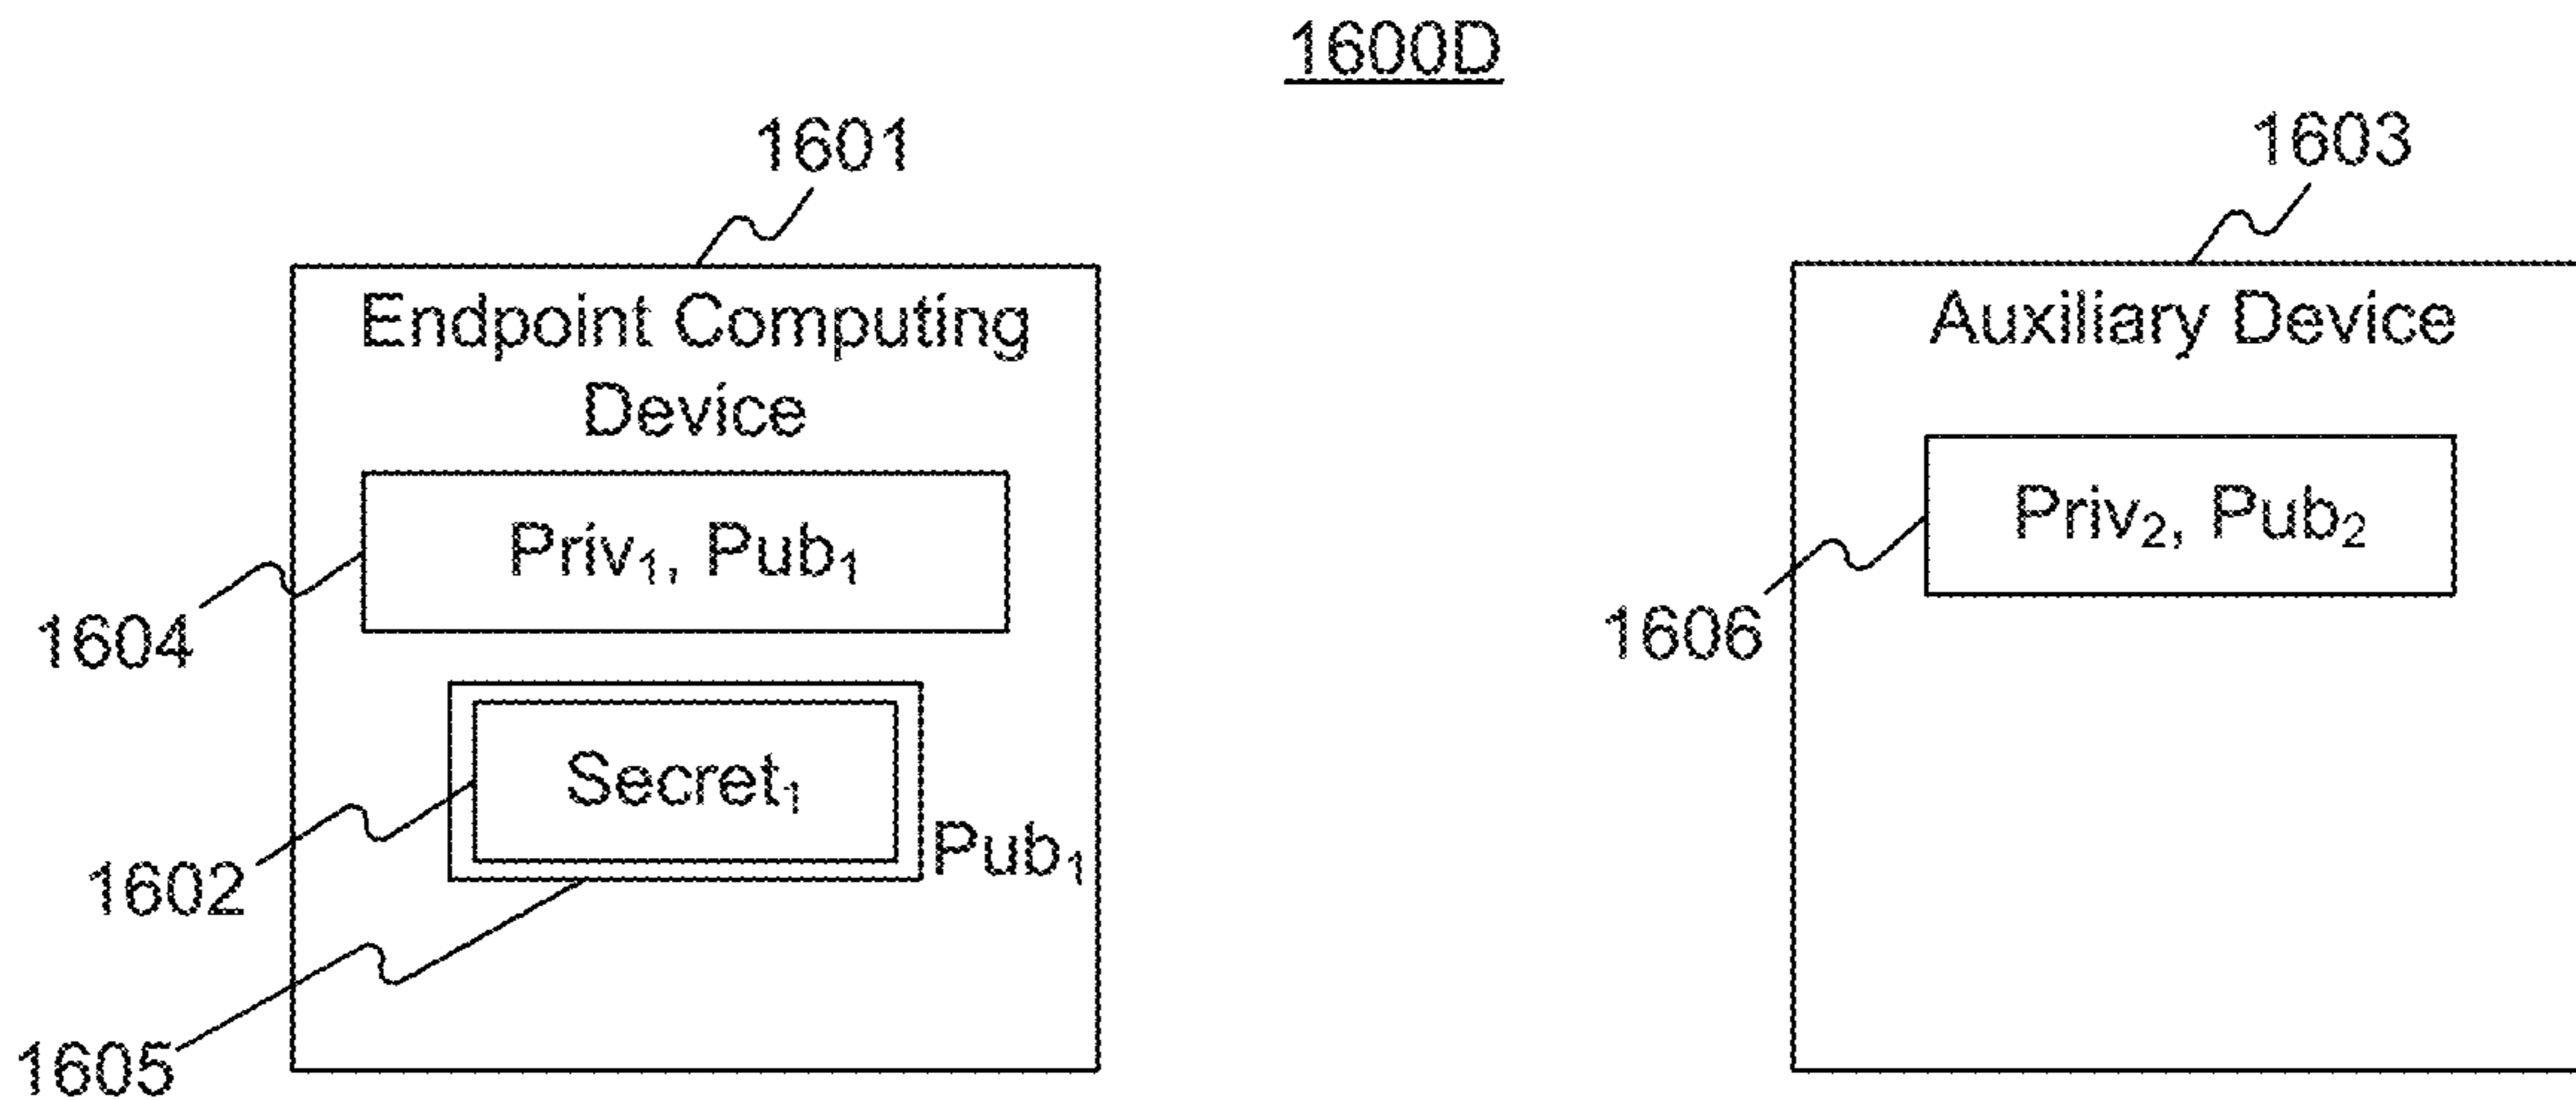 1600D
1601
1603
Endpoint Computing
Device
Auxiliary Device
Priv₁, Pub₁
Priv₂, Pub₂
1604
1606
Secret₁
Pub₁
1602
1605